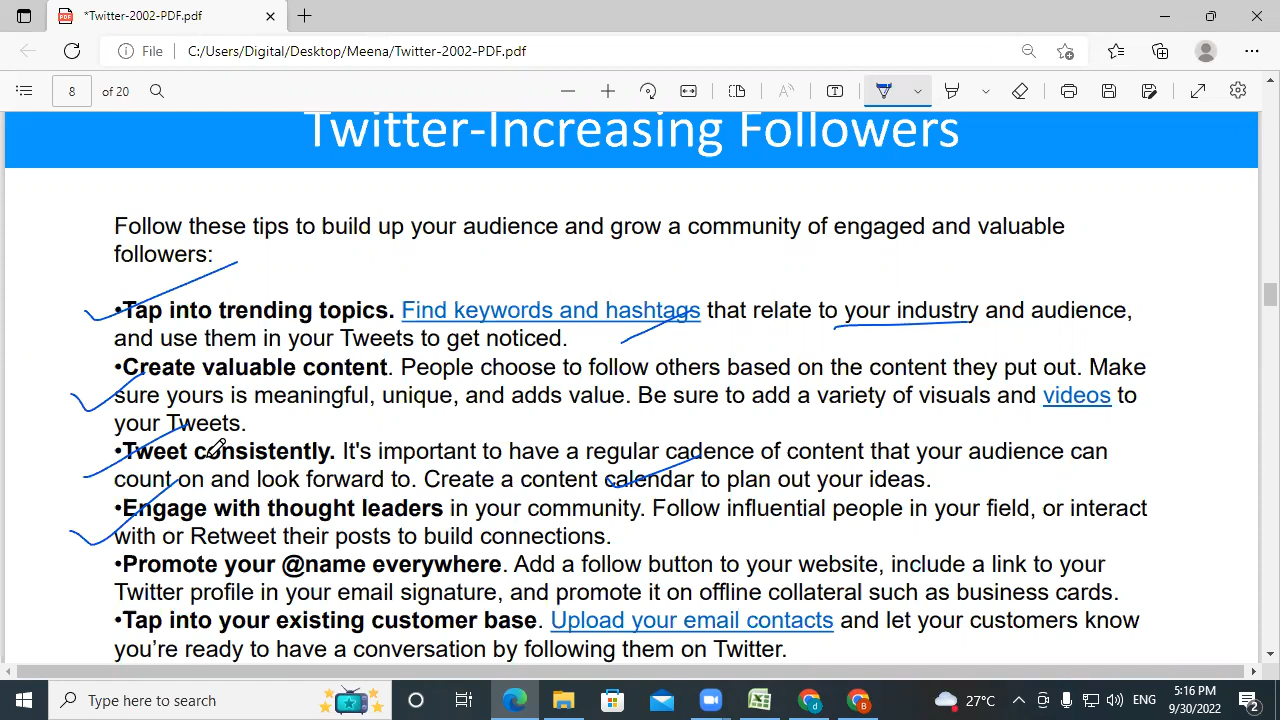 *Twitter-2002-PDF.pdf
File
C:/Users/Digital/Desktop/Meena/Twitter-2002-PDF.pdf
8 of 20
Twitter-Increasing Followers
Follow these tips to build up your audience and grow a community of engaged and valuable
followers:
•Tap into trending topics. Find keywords and hashtags that relate to your industry and audience,
and use them in your Tweets to get noticed.
•Create valuable content. People choose to follow others based on the content they put out. Make
sure yours is meaningful, unique, and adds value. Be sure to add a variety of visuals and videos to
your Tweets.
•Tweet consistently. It's important to have a regular cadence of content that your audience can
count on and look forward to. Create a content calendar to plan out your ideas.
•Engage with thought leaders in your community. Follow influential people in your field, or interact
with or Retweet their posts to build connections.
•Promote your @name everywhere. Add a follow button to your website, include a link to your
Twitter profile in your email signature, and promote it on offline collateral such as business cards.
•Tap into your existing customer base. Upload your email contacts and let your customers know
you’re ready to have a conversation by following them on Twitter.
Type here to search
27°C
ENG
5:16 PM
9/30/2022
2